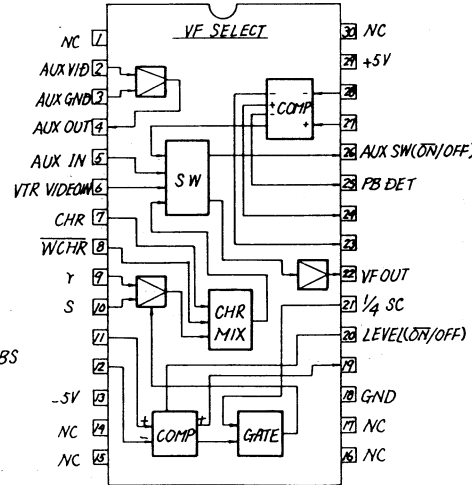 VF SELECT
NC 1
AUX VID 2
AUX GND 3
AUX OUT 4
AUX IN 5
VTR VIDEO IN 6
CHR 7
W̅C̅H̅R̅ 8
Y 9
S 10
11
BS
12
-5V 13
NC 14
NC 15
COMP
SW
CHR
MIX
COMP
GATE
30 NC
29 +5V
28
27
26 AUX SW(O̅N̅/OFF)
25 PB DET
24
23
22 VF OUT
21 1/4 SC
20 LEVEL(O̅N̅/OFF)
19
18 GND
17 NC
16 NC